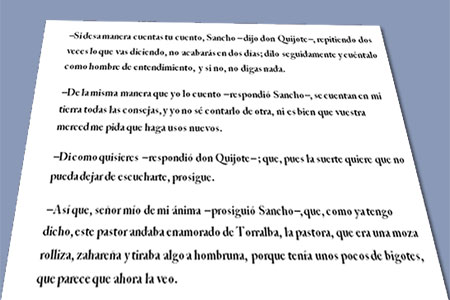 —Si desa manera cuentas tu cuento, Sancho —dijo don Quijote—, repitiendo dos
veces lo que vas diciendo, no acabarás en dos días; dilo seguidamente y cuéntalo
como hombre de entendimiento, y si no, no digas nada.
—De la misma manera que yo lo cuento —respondió Sancho—, se cuentan en mi
tierra todas las consejas, y yo no sé contarlo de otra, ni es bien que vuestra
merced me pida que haga usos nuevos.
—Di como quisieres —respondió don Quijote—; que, pues la suerte quiere que no
pueda dejar de escucharte, prosigue.
—Así que, señor mío de mi ánima —prosiguió Sancho—, que, como ya tengo
dicho, este pastor andaba enamorado de Torralba, la pastora, que era una moza
rolliza, zahareña y tiraba algo a hombruna, porque tenía unos pocos de bigotes,
que parece que ahora la veo.